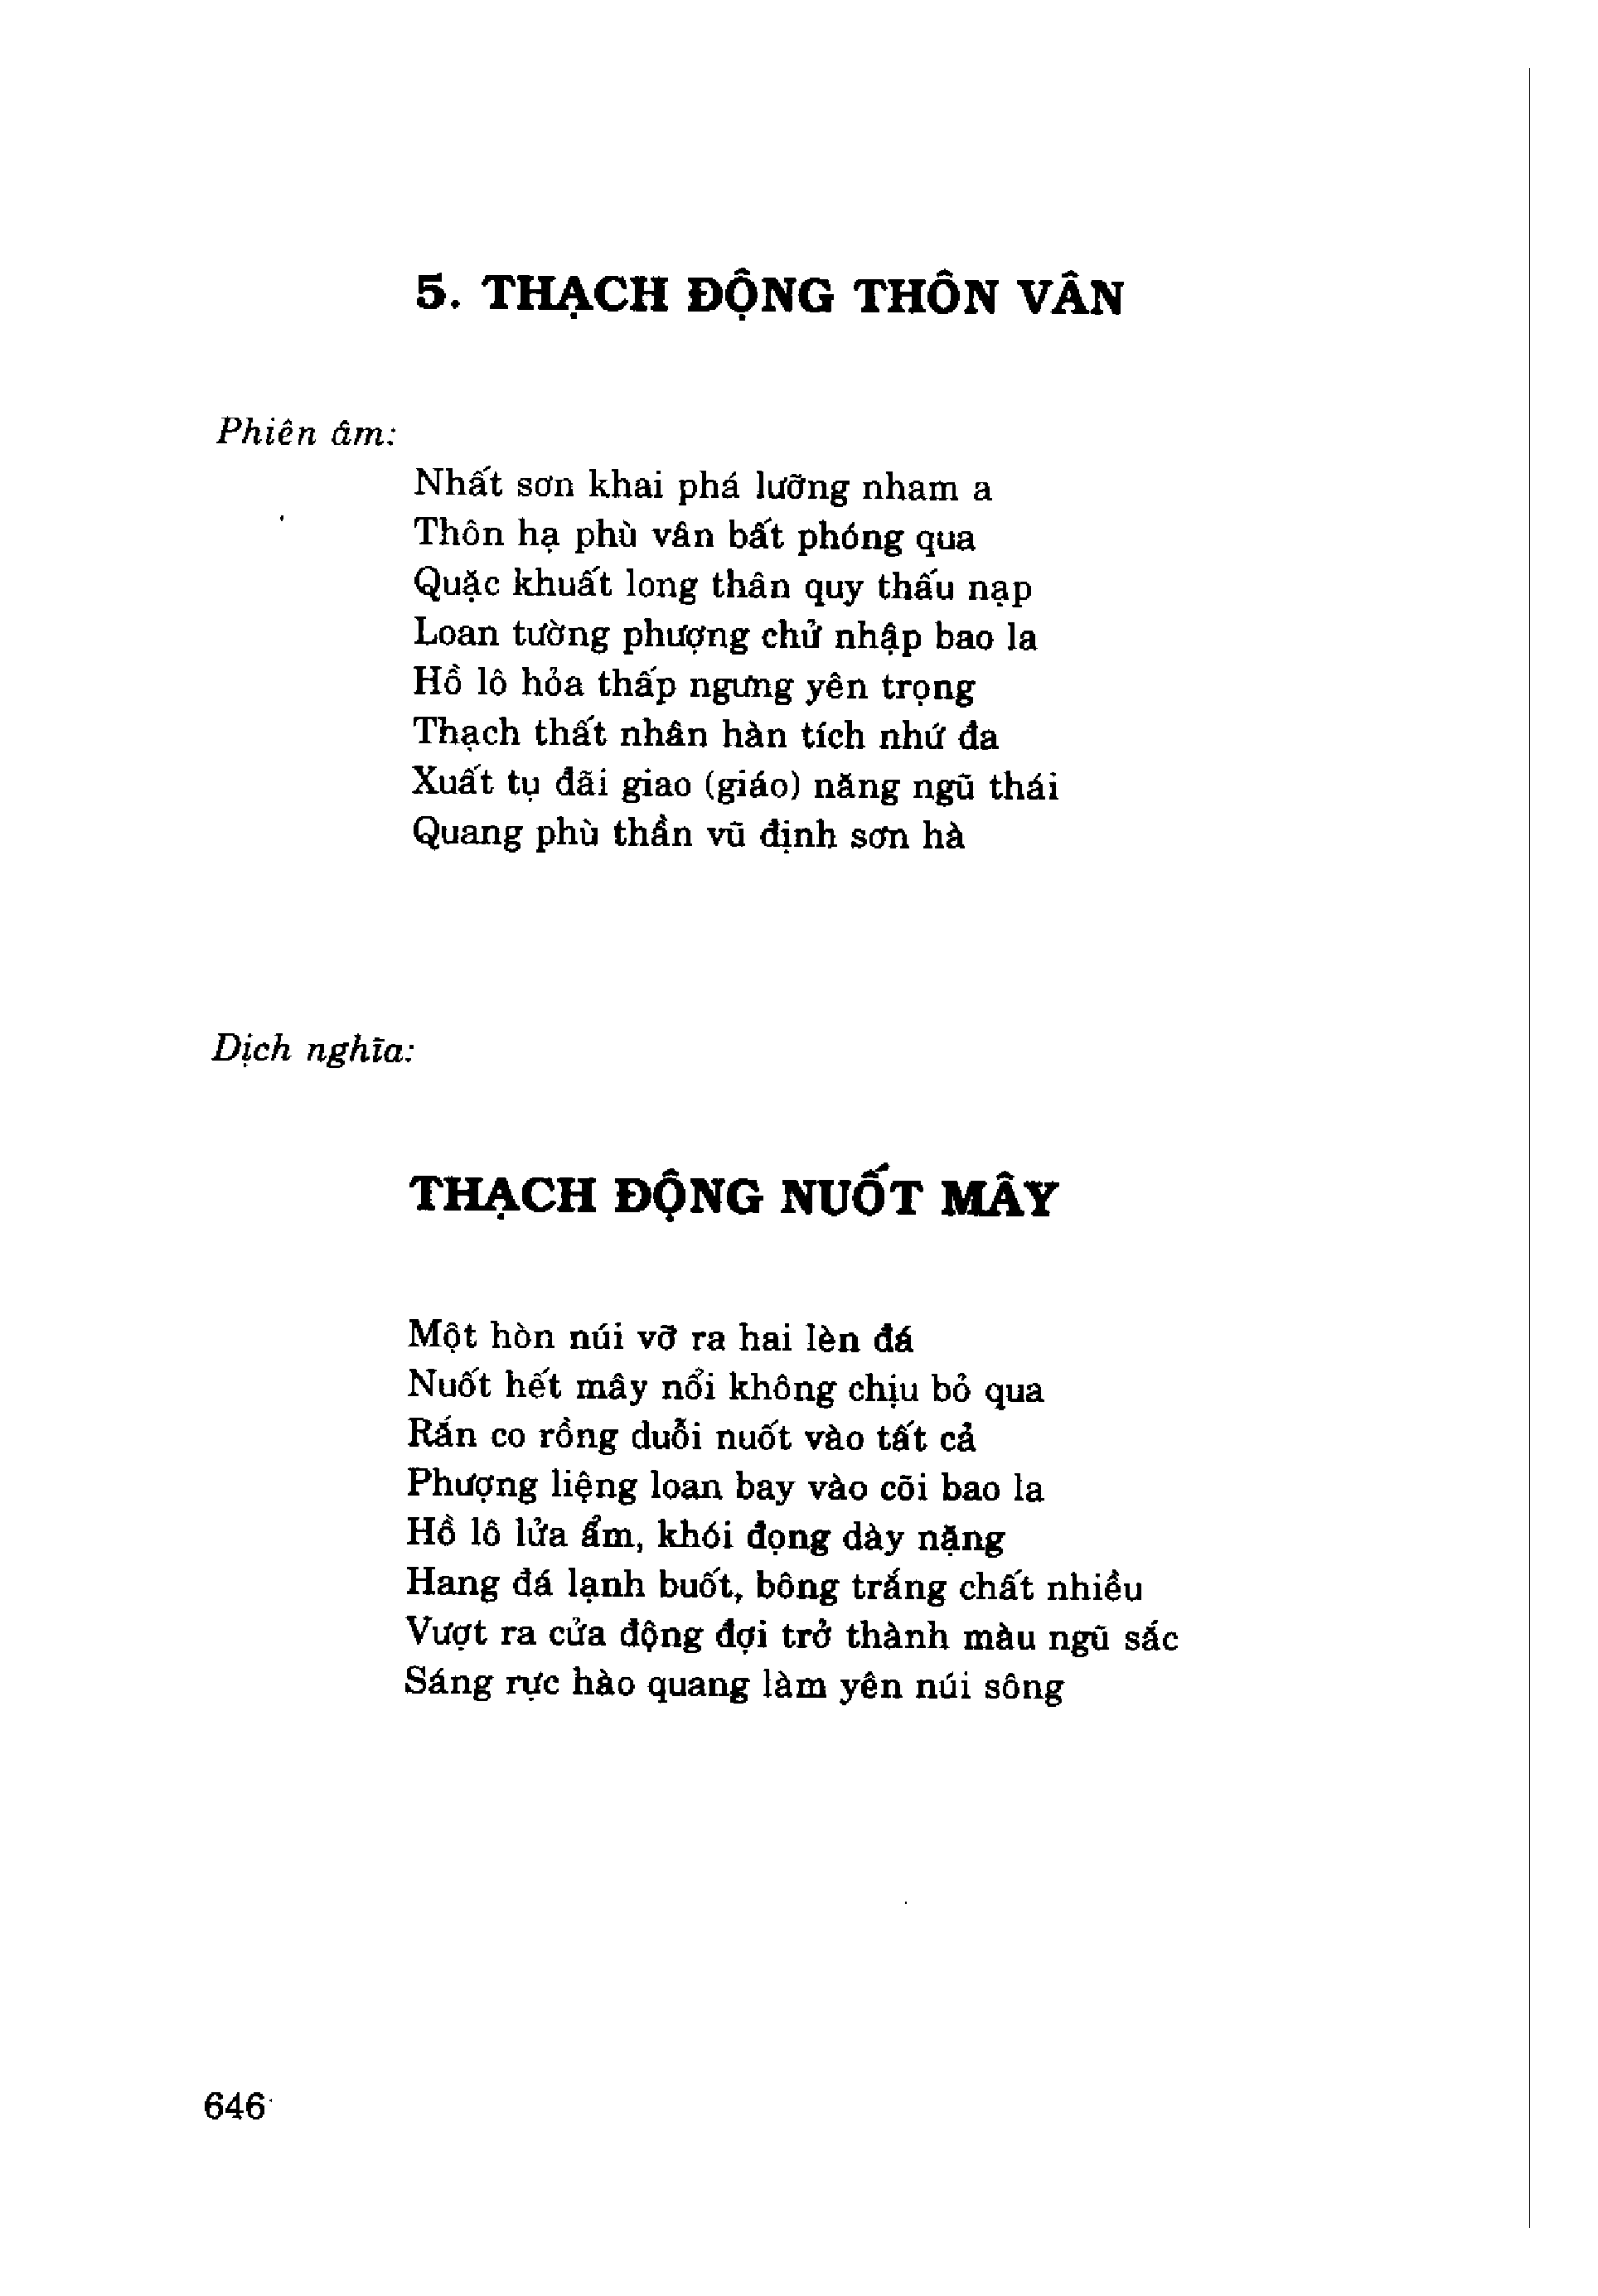 5. THẠCH ĐỘNG THÔN VÂN
Phiên âm:
Nhất sơn khai phá lưỡng nham a
Thôn hạ phù vân bất phóng qua
Quặc khuất long thân quy thấu nạp
Loan tường phượng chử nhập bao la
Hồ lô hỏa thấp ngưng yên trọng
Thạch thất nhân hàn tích nhứ đa
Xuất tụ đãi giao (giáo) năng ngũ thái
Quang phù thần vũ định sơn hà
Dịch nghĩa:
THẠCH ĐỘNG NUỐT MÂY
Một hòn núi vỡ ra hai lèn đá
Nuốt hết mây nổi không chịu bỏ qua
Rắn co rồng duỗi nuốt vào tất cả
Phượng liệng loan bay vào cõi bao la
Hồ lô lửa ẩm, khói đọng dày nặng
Hang đá lạnh buốt, bông trắng chất nhiều
Vượt ra cửa động đợi trở thành màu ngũ sắc
Sáng rực hào quang làm yên núi sông
646